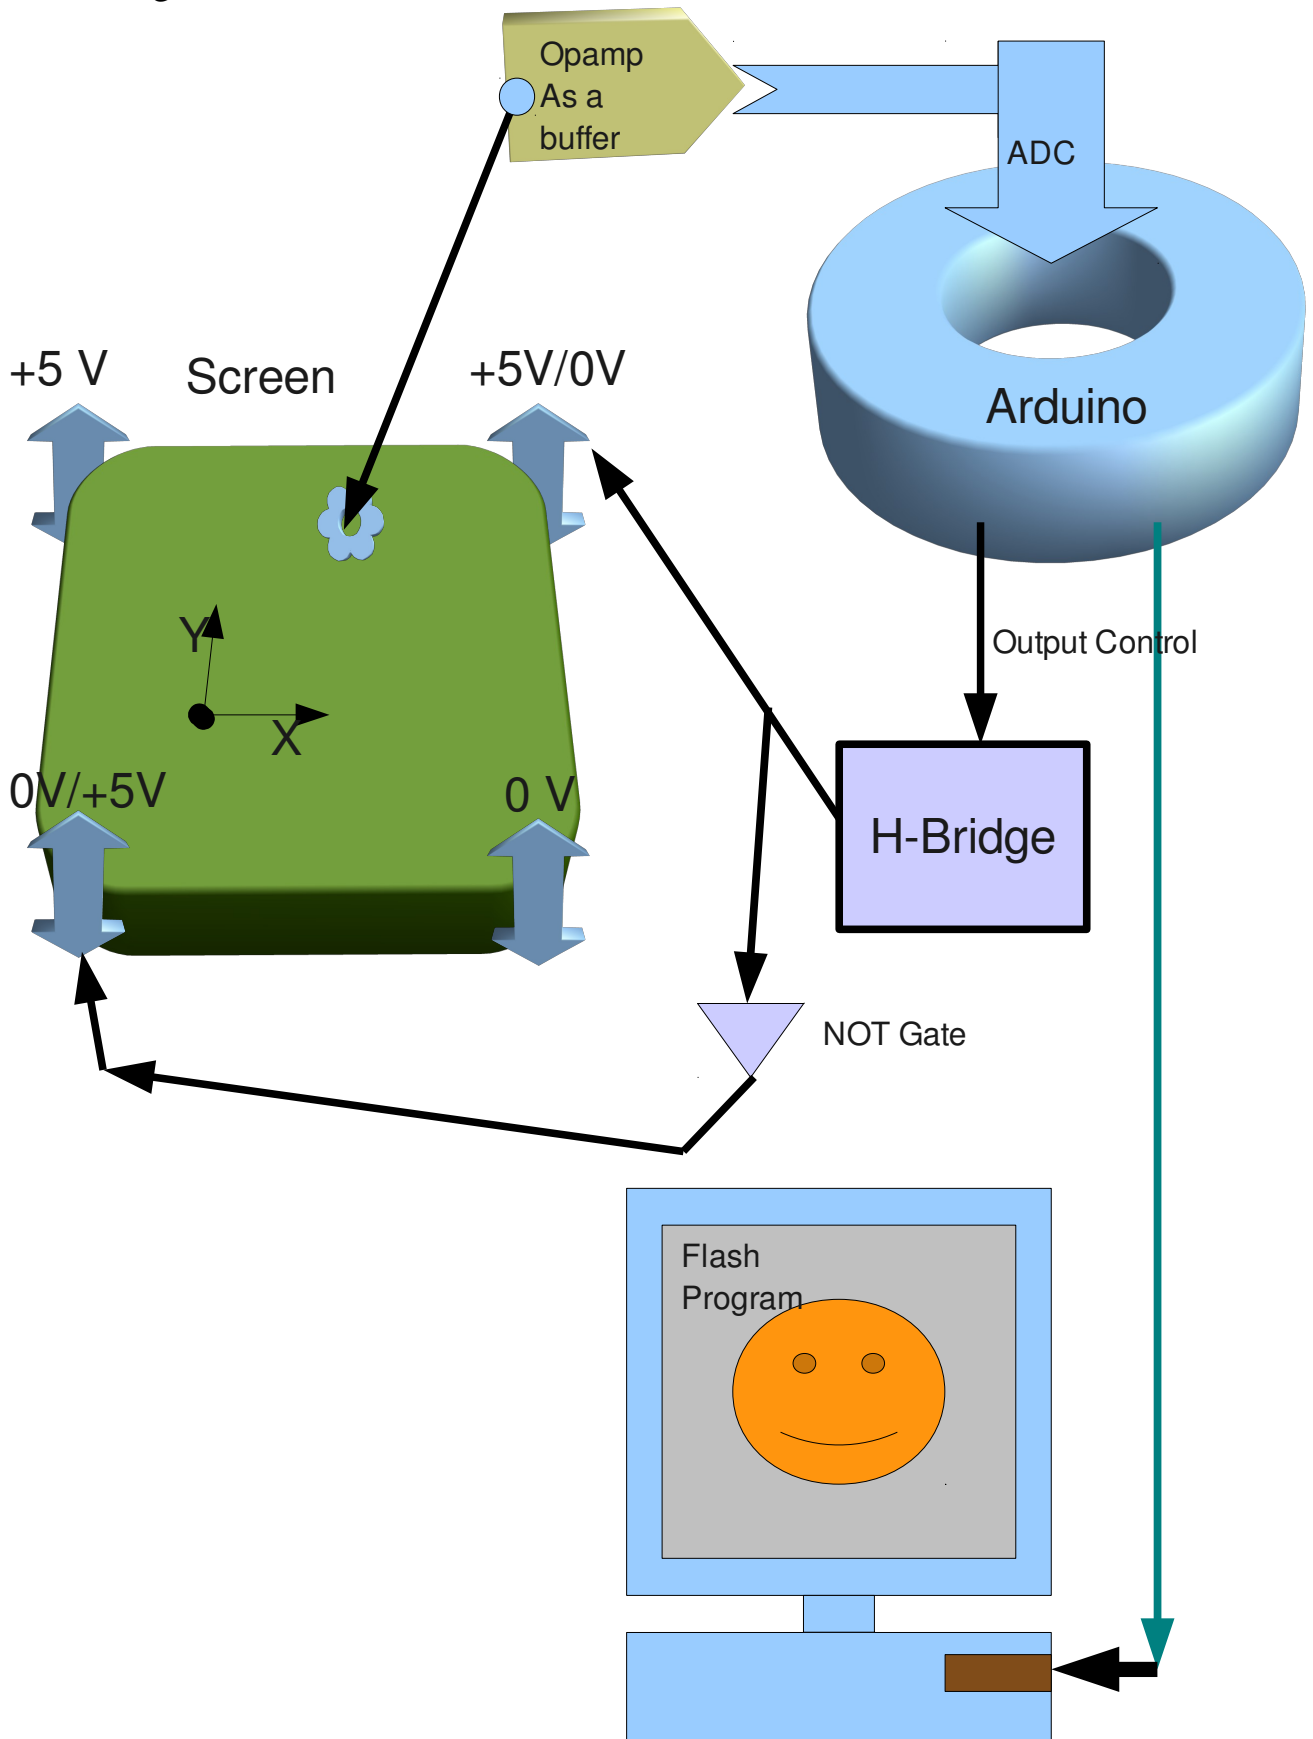 Opamp
As a
buffer
ADC
+5 V
Screen
+5V/0V
Arduino
Y
Output Control
X
0V/+5V
0 V
H-Bridge
NOT Gate
Flash
Program